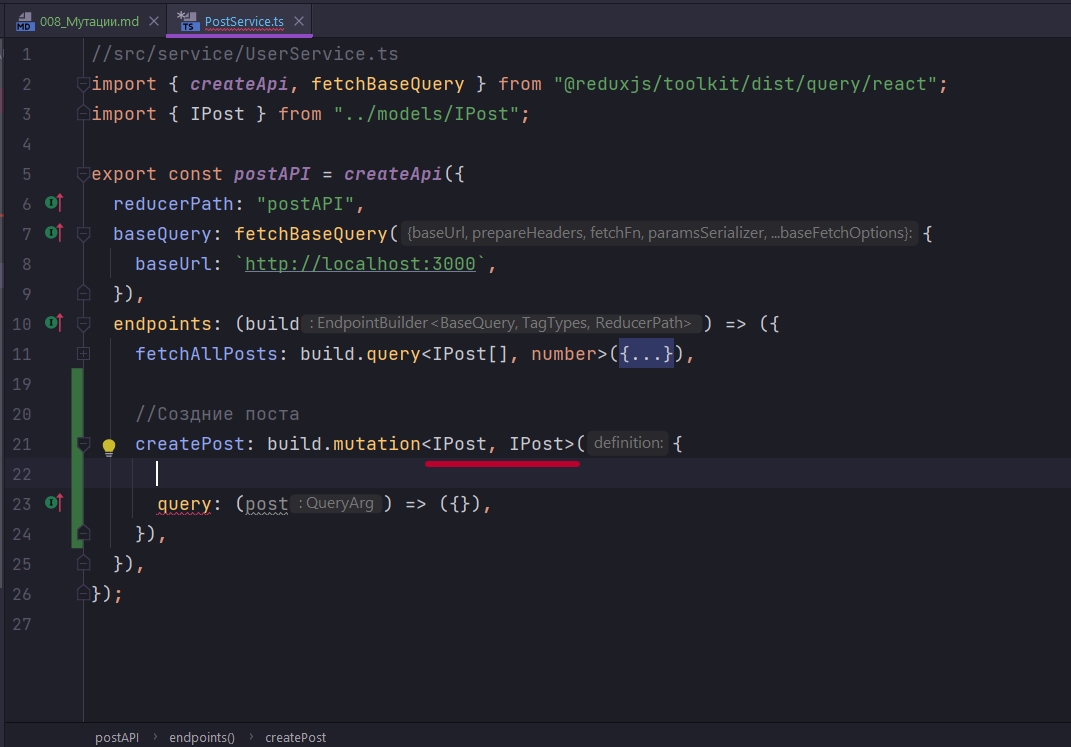 008_Мутации.md
PostService.ts
1 //src/service/UserService.ts
2 import { createApi, fetchBaseQuery } from "@reduxjs/toolkit/dist/query/react";
3 import { IPost } from "../models/IPost";
4
5 export const postAPI = createApi({
6 reducerPath: "postAPI",
7 baseQuery: fetchBaseQuery( {baseUrl, prepareHeaders, fetchFn, paramsSerializer, ...baseFetchOptions}: {
8 baseUrl: `http://localhost:3000`,
9 }),
10 endpoints: (build : EndpointBuilder<BaseQuery, TagTypes, ReducerPath> ) => ({
11 fetchAllPosts: build.query<IPost[], number>({...}),
19
20 //Создние поста
21 createPost: build.mutation<IPost, IPost>( definition: {
22
23 query: (post : QueryArg ) => ({}),
24 }),
25 }),
26 });
27
postAPI › endpoints() › createPost